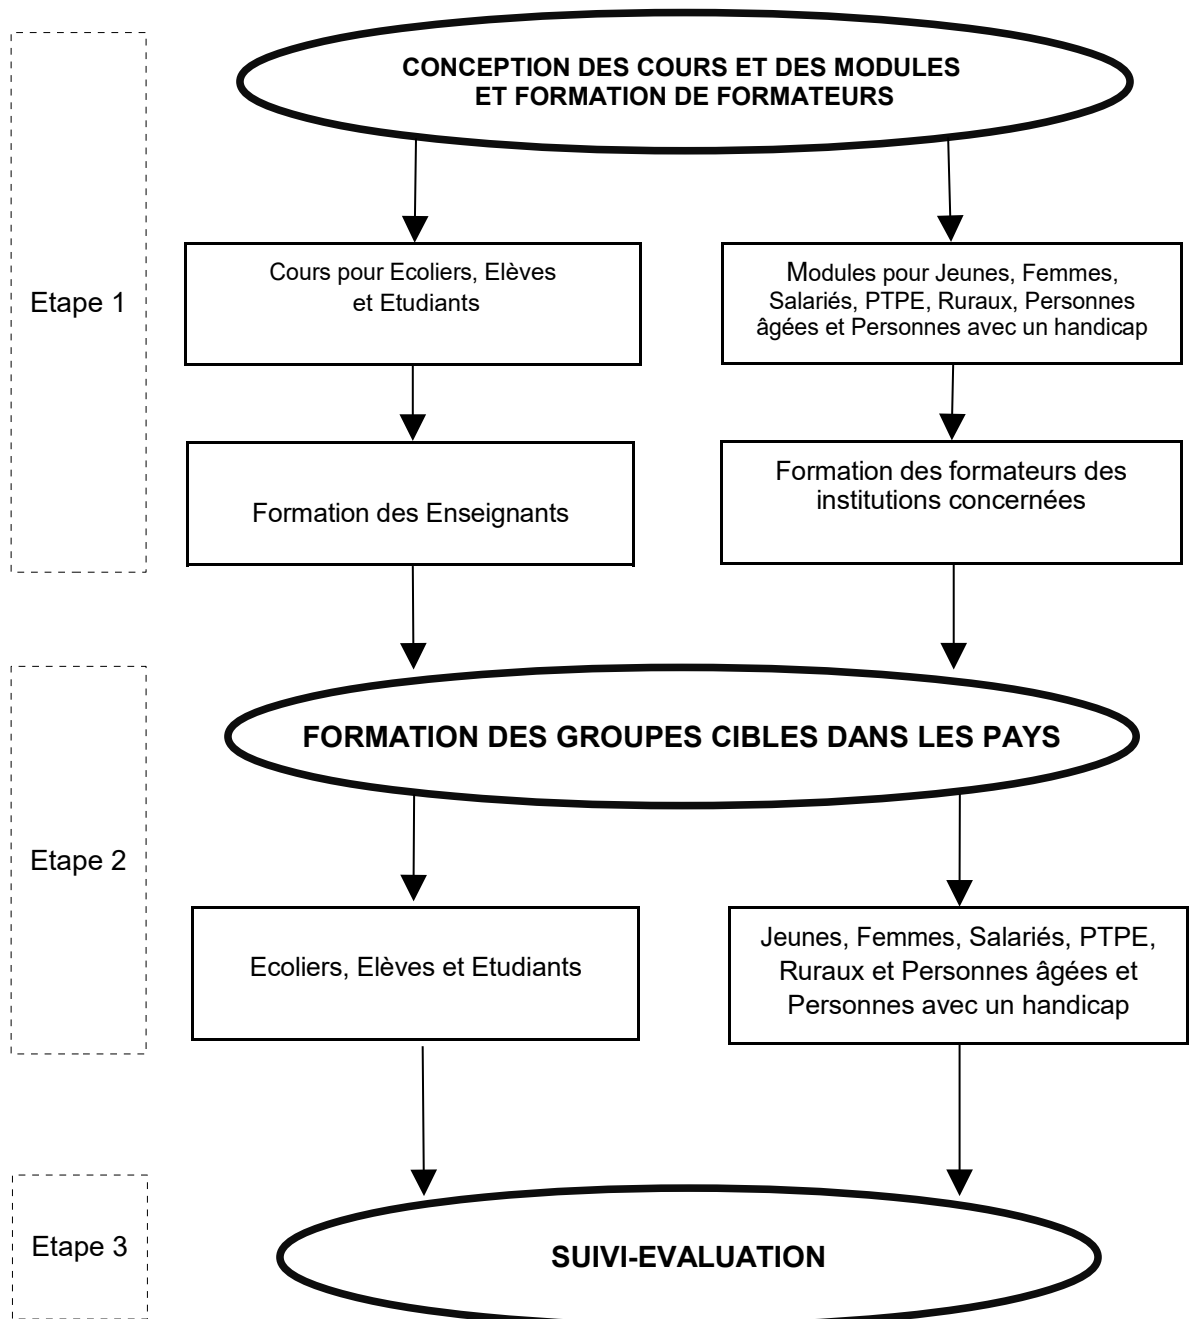 CONCEPTION DES COURS ET DES MODULES
ET FORMATION DE FORMATEURS
Etape 1
Cours pour Ecoliers, Elèves
et Etudiants
Modules pour Jeunes, Femmes,
Salariés, PTPE, Ruraux, Personnes
âgées et Personnes avec un handicap
Formation des Enseignants
Formation des formateurs des
institutions concernées
FORMATION DES GROUPES CIBLES DANS LES PAYS
Etape 2
Ecoliers, Elèves et Etudiants
Jeunes, Femmes, Salariés, PTPE,
Ruraux et Personnes âgées et
Personnes avec un handicap
Etape 3
SUIVI-EVALUATION